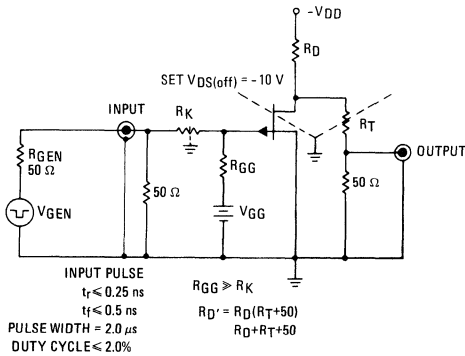 -VDD
RD
SET VDS(off) = -10 V
INPUT
RK
RT
OUTPUT
RGEN
50 Ω
RGG
50 Ω
50 Ω
VGEN
VGG
INPUT PULSE
tr ⩽ 0.25 ns
tf ⩽ 0.5 ns
PULSE WIDTH = 2.0 μs
DUTY CYCLE ⩽ 2.0%
RGG ⩾ RK
RD' = RD(RT+50)
RD+RT+50